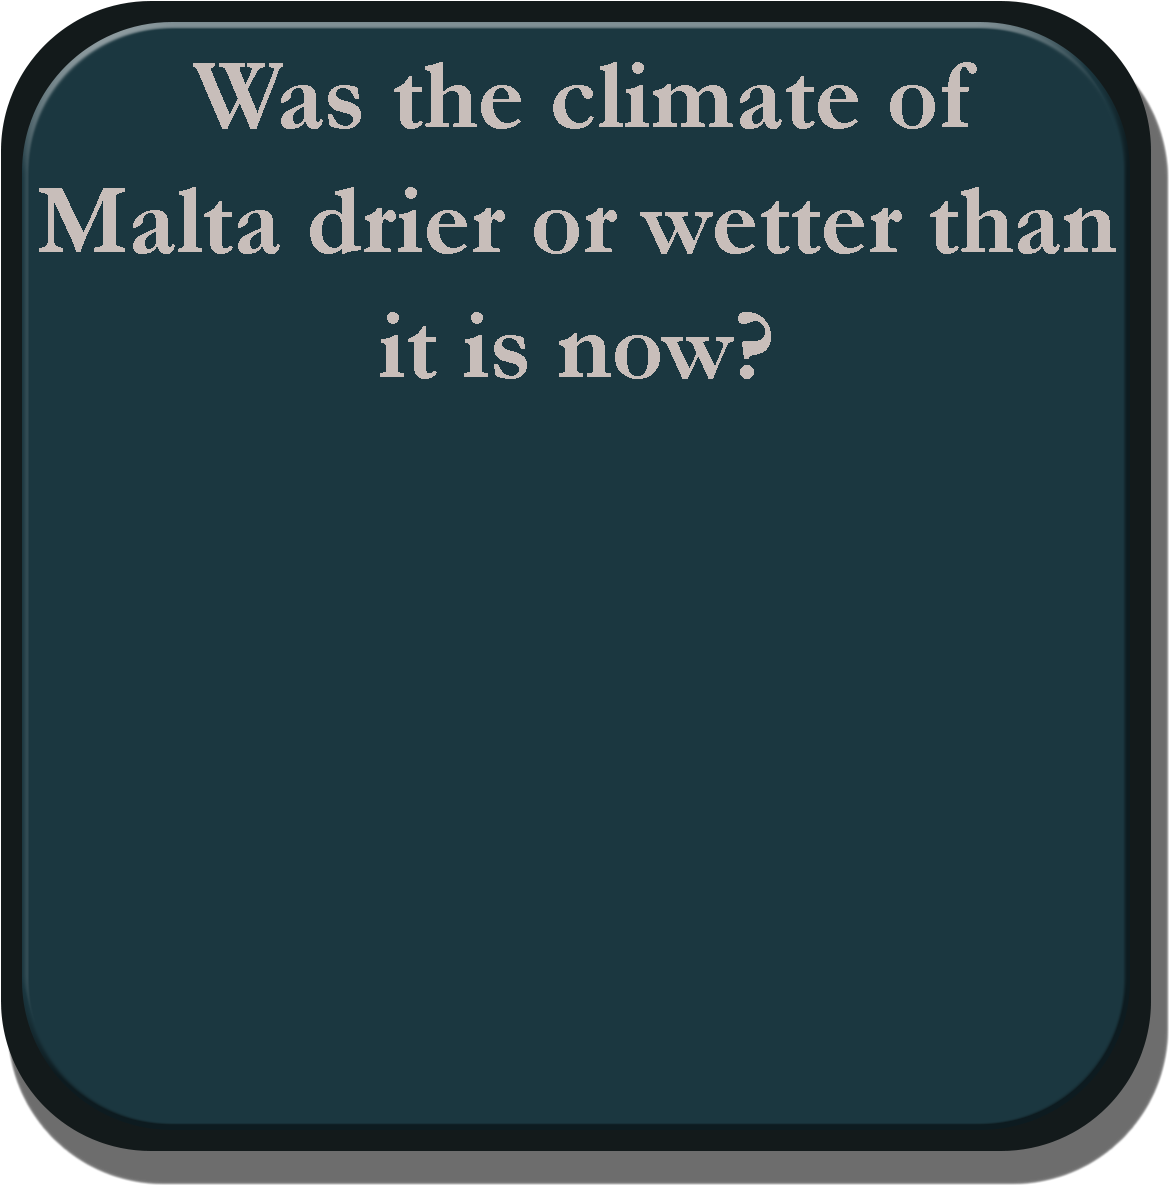 Was the climate of
Malta drier or wetter than
it is now?